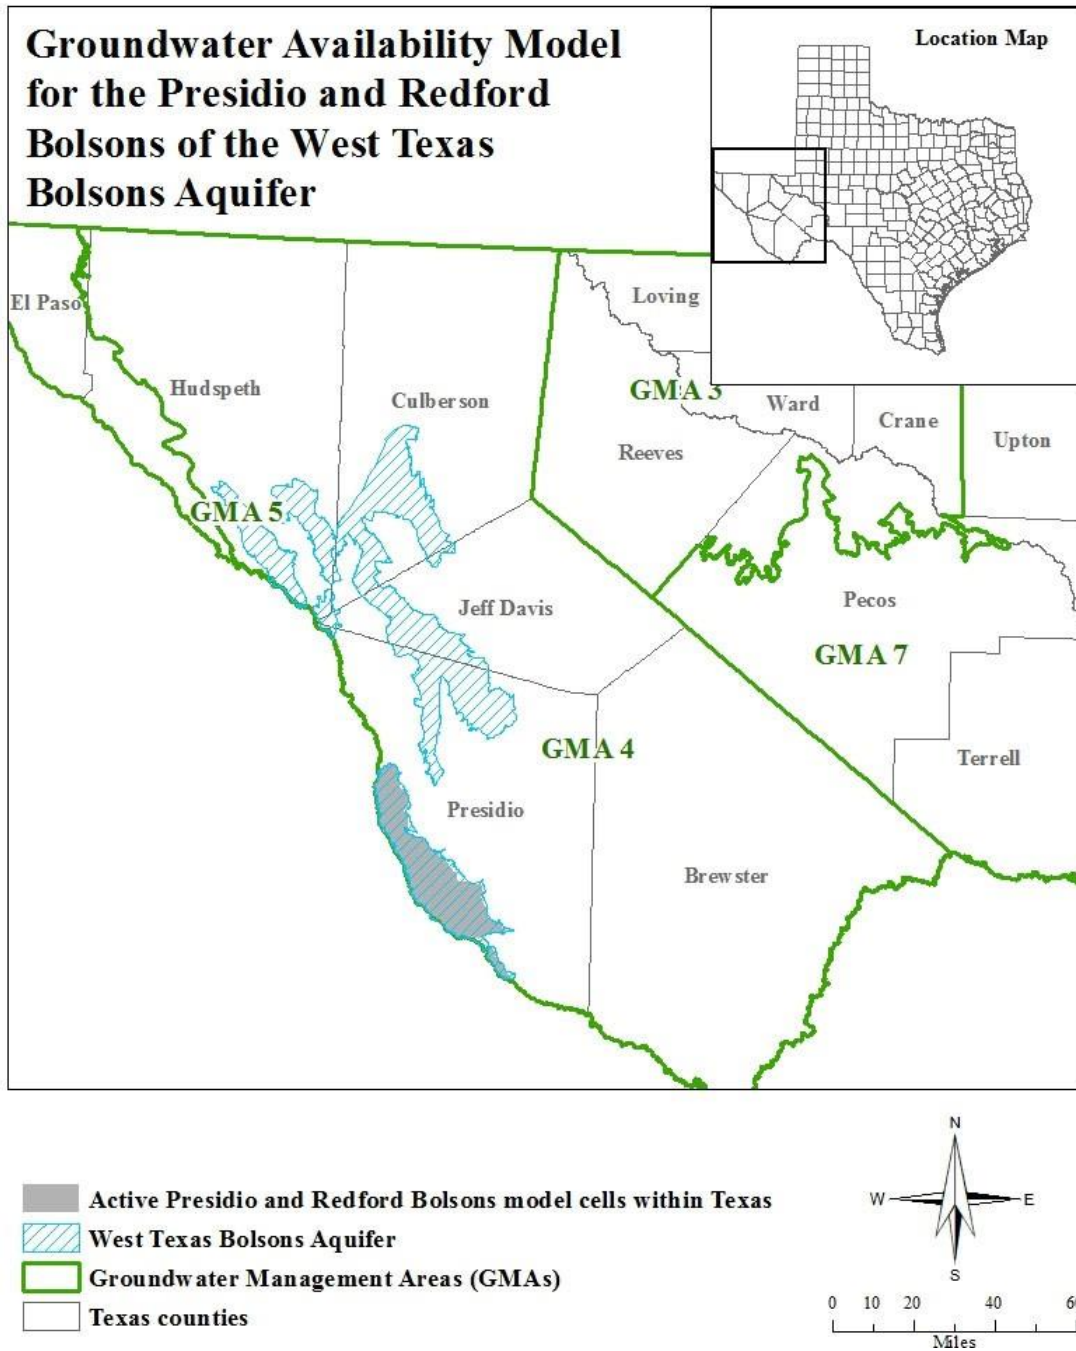 Groundwater Availability Model
for the Presidio and Redford
Bolsons of the West Texas
Bolsons Aquifer
Location Map
El Paso
Loving
Hudspeth
Culberson
GMA 3
Ward
Crane
Upton
Reeves
GMA 5
Jeff Davis
Pecos
GMA 7
GMA 4
Terrell
Presidio
Brewster
N
W
E
S
Active Presidio and Redford Bolsons model cells within Texas
West Texas Bolsons Aquifer
Groundwater Management Areas (GMAs)
Texas counties
0 10 20 40
Miles